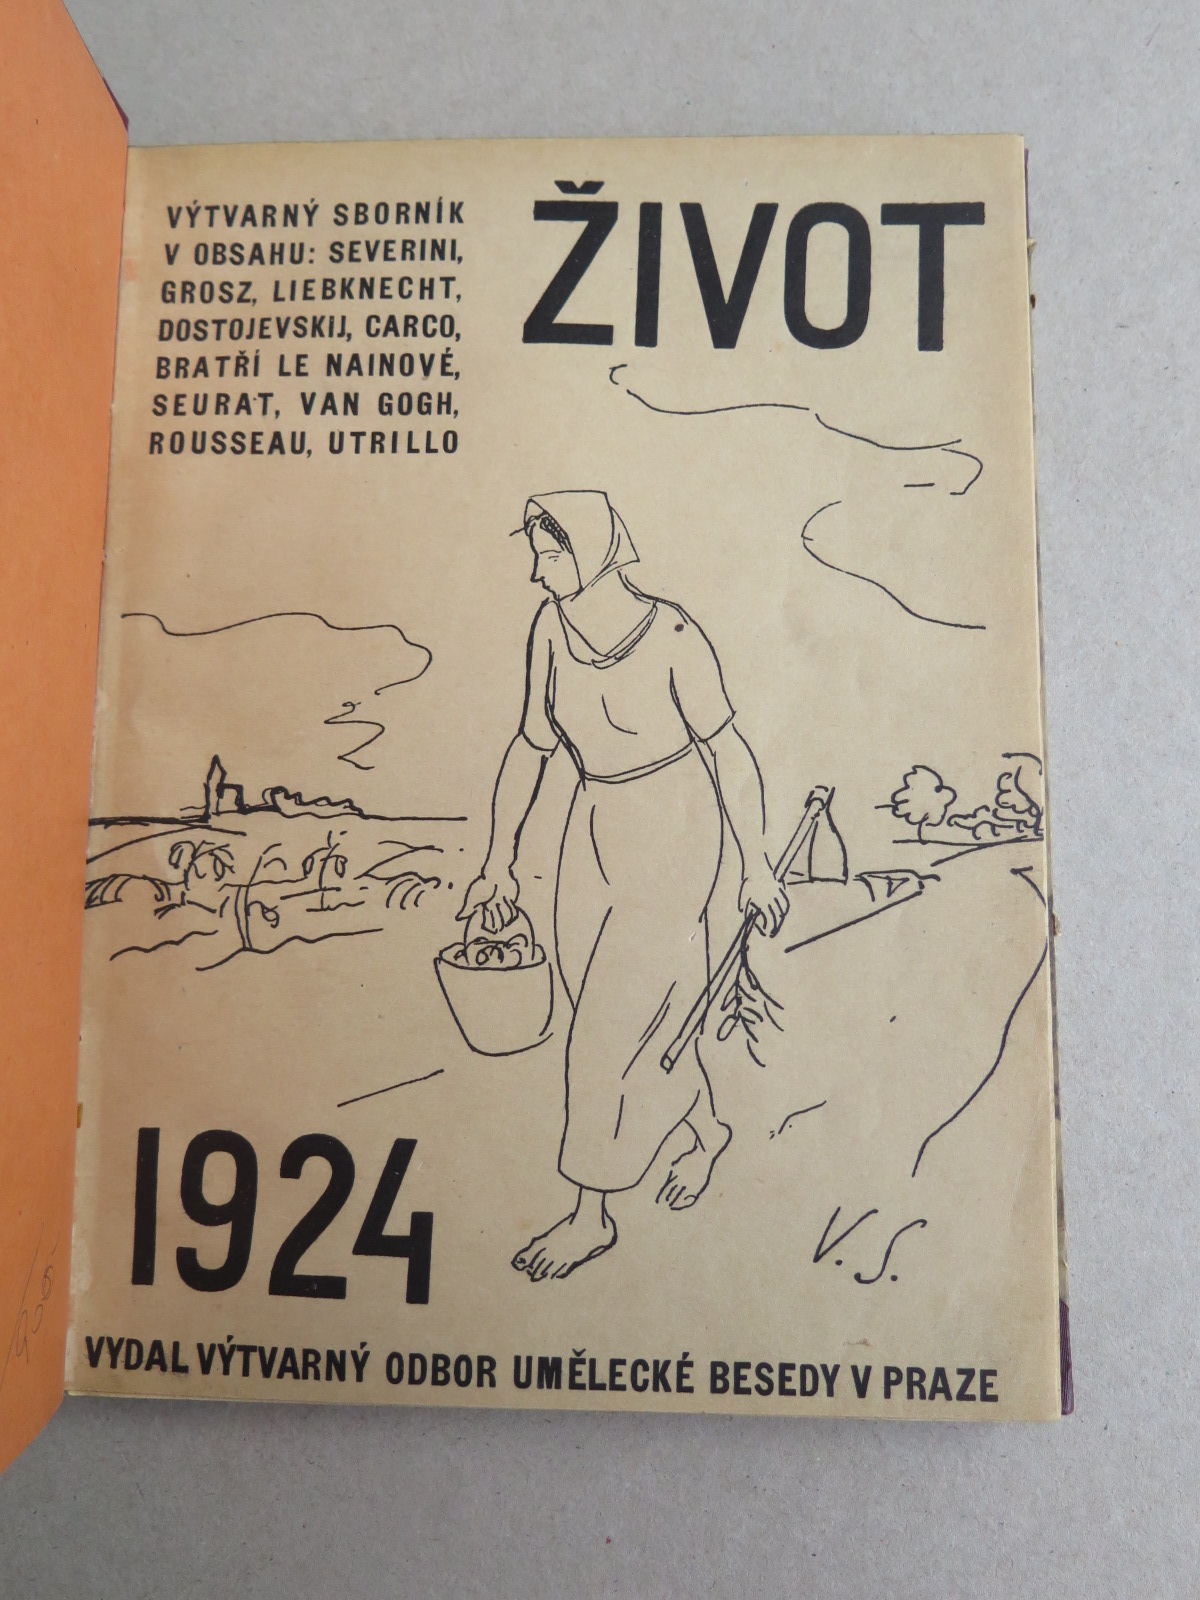 VÝTVARNÝ SBORNÍK
V OBSAHU: SEVERINI,
GROSZ, LIEBKNECHT,
DOSTOJEVSKIJ, CARCO,
BRATŘÍ LE NAINOVÉ,
SEURAT, VAN GOGH,
ROUSSEAU, UTRILLO
ŽIVOT
1924
V. S.
VYDAL VÝTVARNÝ ODBOR UMĚLECKÉ BESEDY V PRAZE